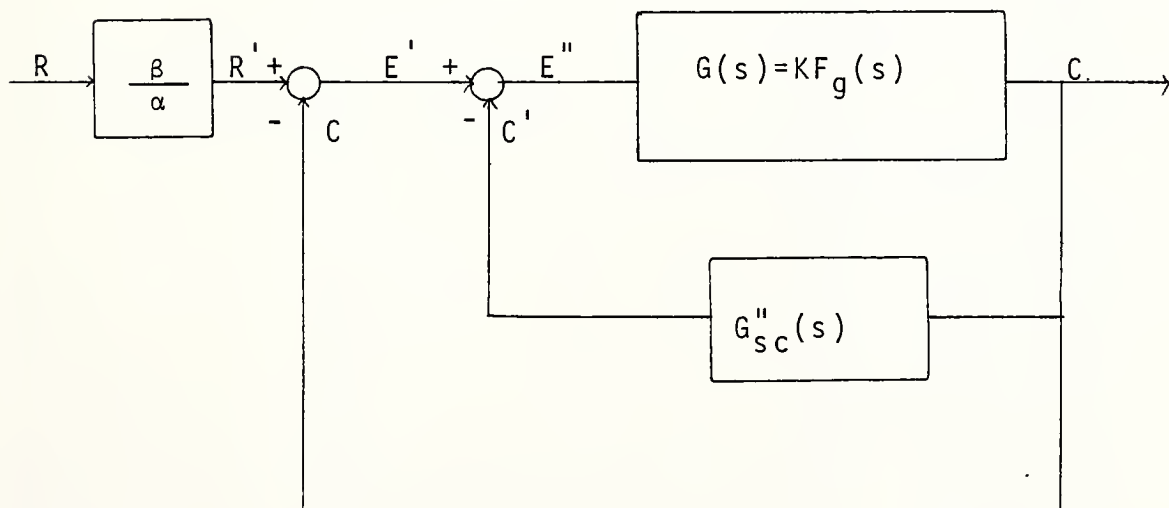 R
β
α
R'
+
-
C
E'
+
-
C'
E"
G(s)=KF_g(s)
C.
G"_sc(s)